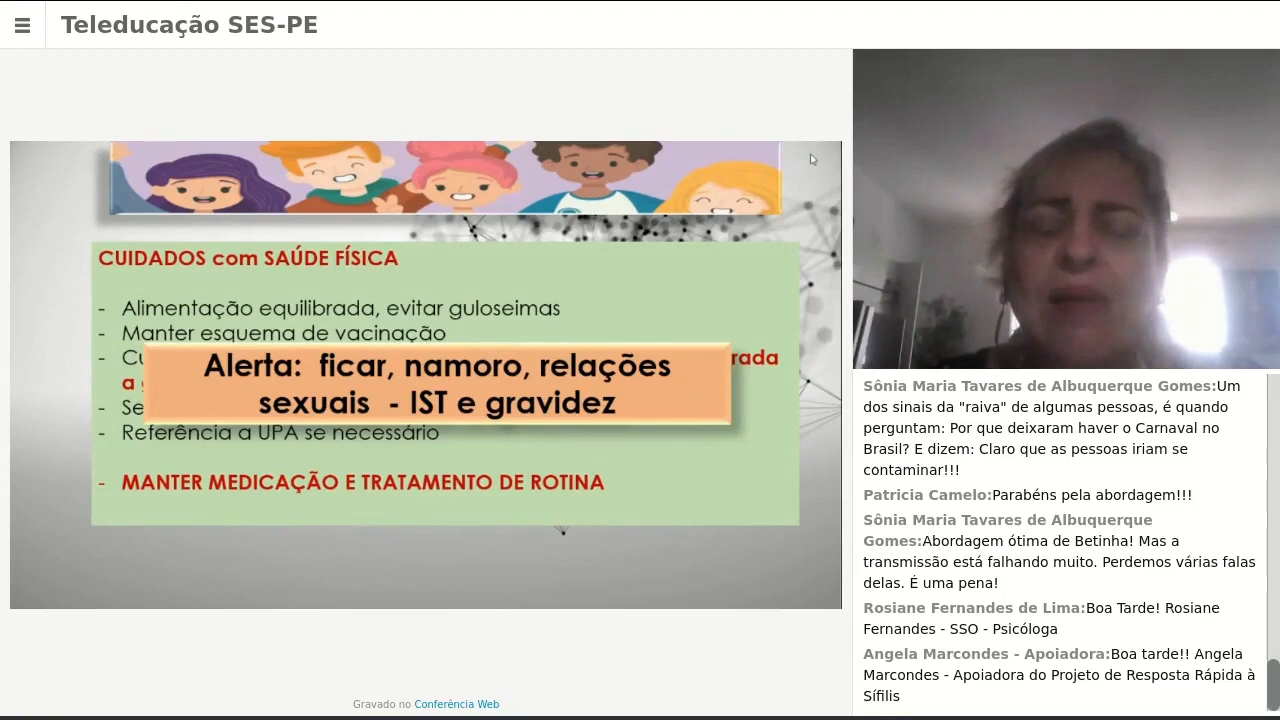 Teleducação SES-PE
CUIDADOS com SAÚDE FÍSICA
- Alimentação equilibrada, evitar guloseimas
- Manter esquema de vacinação
-
Alerta: ficar, namoro, relações
sexuais - IST e gravidez
- Referência a UPA se necessário
- MANTER MEDICAÇÃO E TRATAMENTO DE ROTINA
Gravado no Conferência Web
Sônia Maria Tavares de Albuquerque Gomes:Um
dos sinais da "raiva" de algumas pessoas, é quando
perguntam: Por que deixaram haver o Carnaval no
Brasil? E dizem: Claro que as pessoas iriam se
contaminar!!!
Patricia Camelo:Parabéns pela abordagem!!!
Sônia Maria Tavares de Albuquerque
Gomes:Abordagem ótima de Betinha! Mas a
transmissão está falhando muito. Perdemos várias falas
delas. É uma pena!
Rosiane Fernandes de Lima:Boa Tarde! Rosiane
Fernandes - SSO - Psicóloga
Angela Marcondes - Apoiadora:Boa tarde!! Angela
Marcondes - Apoiadora do Projeto de Resposta Rápida à
Sífilis